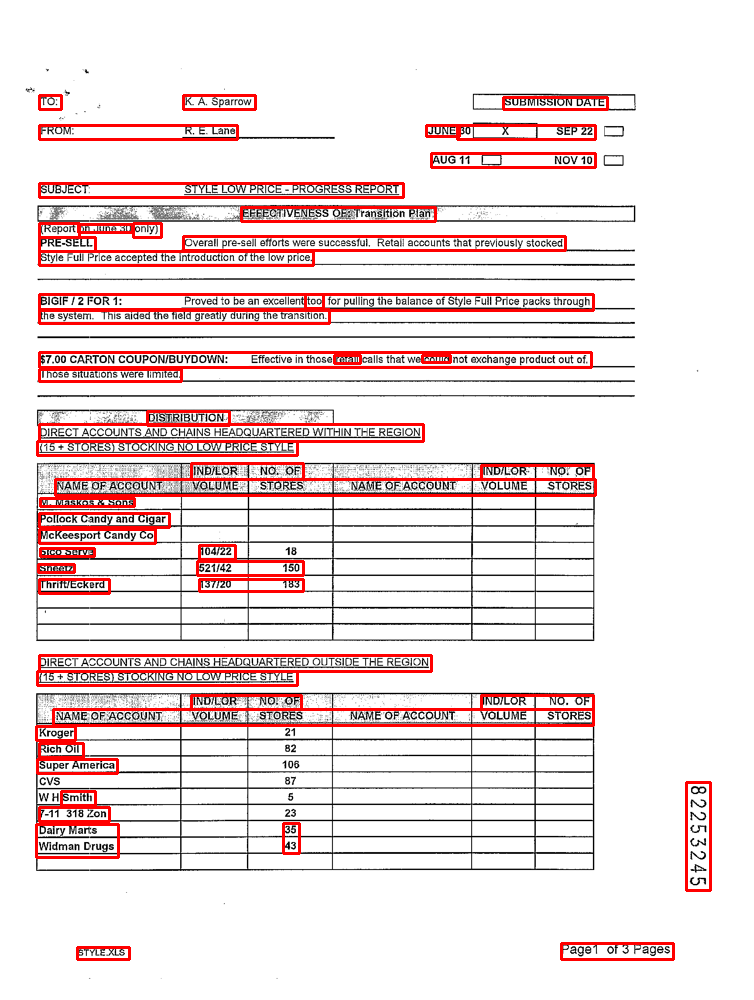 TO: K. A. Sparrow SUBMISSION DATE
FROM: R. E. Lane JUNE 30 X SEP 22
AUG 11 NOV 10
SUBJECT: STYLE LOW PRICE - PROGRESS REPORT
EFFECTIVENESS OF: Transition Plan
(Report on June 30 only)
PRE-SELL Overall pre-sell efforts were successful. Retail accounts that previously stocked
Style Full Price accepted the introduction of the low price.
BIGIF / 2 FOR 1: Proved to be an excellent tool for pulling the balance of Style Full Price packs through
the system. This aided the field greatly during the transition.
$7.00 CARTON COUPON/BUYDOWN: Effective in those retail calls that we could not exchange product out of.
Those situations were limited.
DISTRIBUTION
DIRECT ACCOUNTS AND CHAINS HEADQUARTERED WITHIN THE REGION
(15 + STORES) STOCKING NO LOW PRICE STYLE
IND/LOR NO. OF IND/LOR NO. OF
NAME OF ACCOUNT VOLUME STORES NAME OF ACCOUNT VOLUME STORES
M. Maskos & Sons
Pollock Candy and Cigar
McKeesport Candy Co
Sico Serve 104/22 18
Sheetz 521/42 150
Thrift/Eckerd 137/20 183
DIRECT ACCOUNTS AND CHAINS HEADQUARTERED OUTSIDE THE REGION
(15 + STORES) STOCKING NO LOW PRICE STYLE
IND/LOR NO. OF IND/LOR NO. OF
NAME OF ACCOUNT VOLUME STORES NAME OF ACCOUNT VOLUME STORES
Kroger 21
Rich Oil 82
Super America 106
CVS 87
W H Smith 5
7-11 318 Zon 23
Dairy Marts 35
Widman Drugs 43
82253245
STYLE.XLS Page1 of 3 Pages